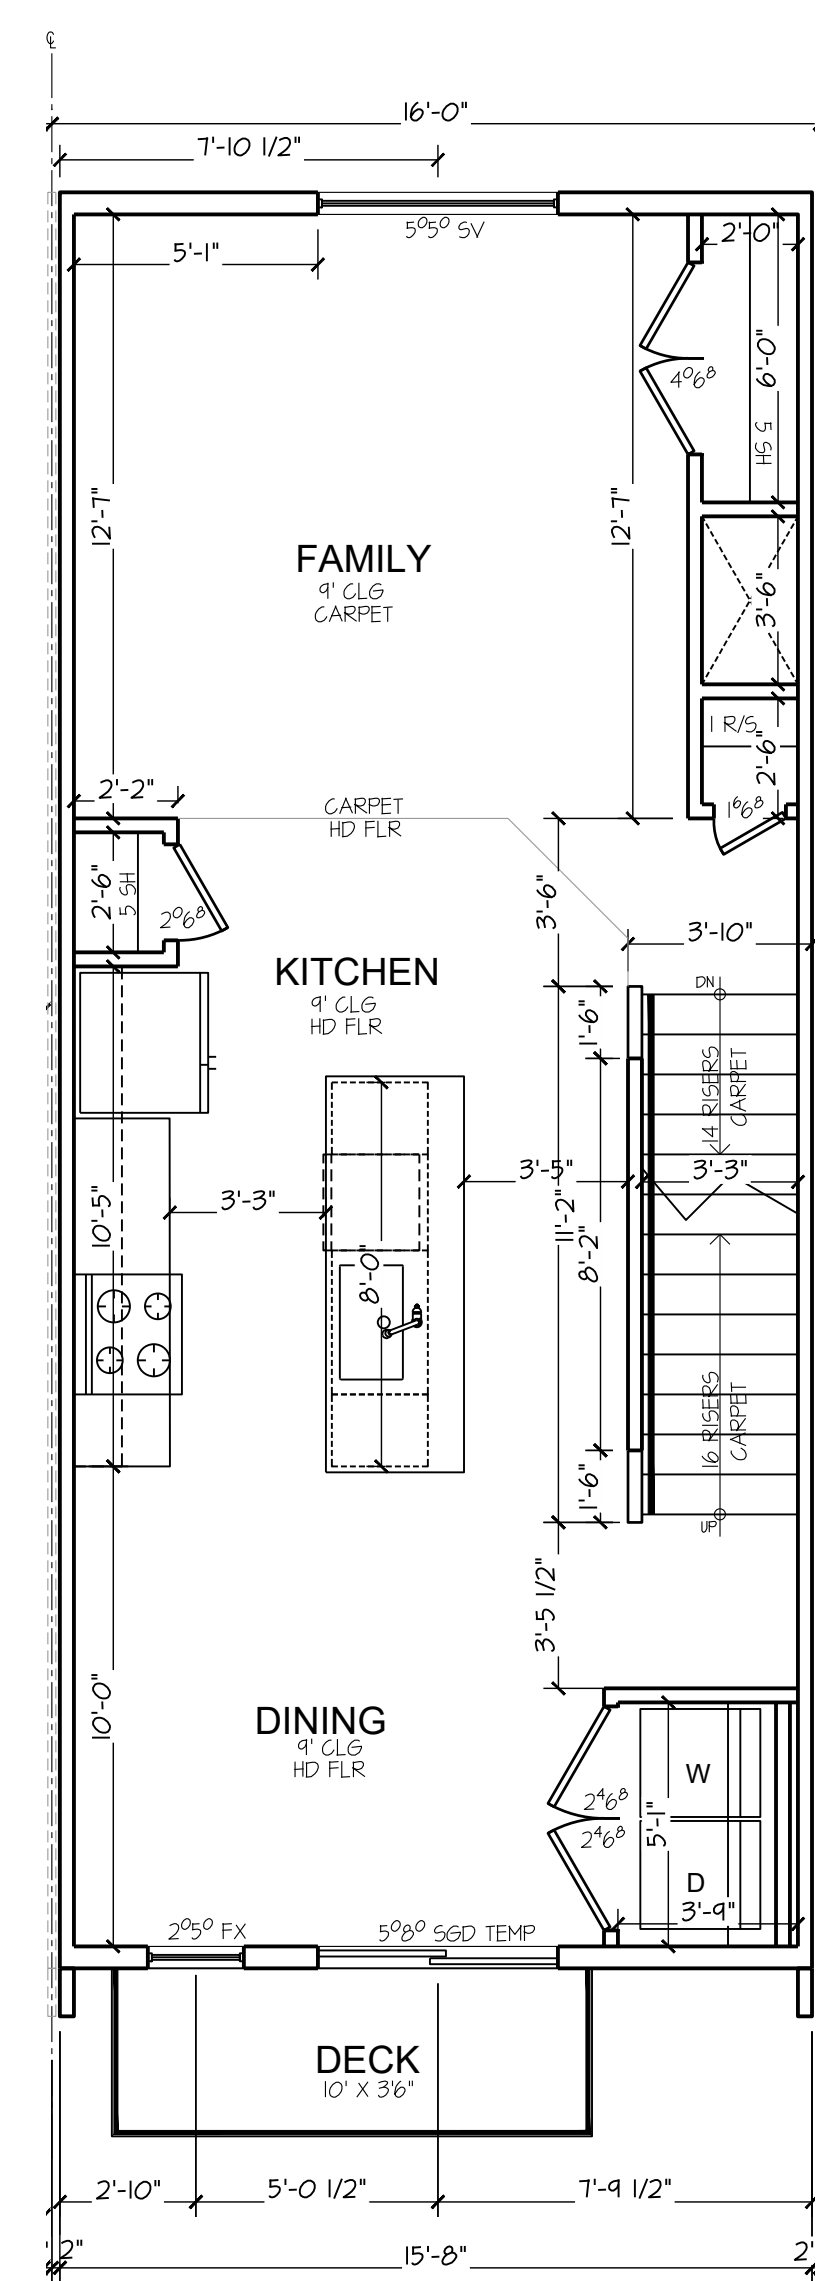 ℄
16'-0"
7'-10 1/2"
5⁰5⁰ SV
2'-0"
5'-1"
6'-0"
4⁰6⁸
5 SH
12'-7"
12'-7"
FAMILY
9' CLG
CARPET
3'-6"
1 R/S
2'-6"
2'-2"
CARPET
HD FLR
1⁶6⁸
2'-6"
5 SH
2⁰6⁸
3'-6"
3'-10"
KITCHEN
9' CLG
HD FLR
DN
1'-6"
14 RISERS
CARPET
3'-5"
3'-3"
3'-3"
10'-5"
11'-2"
8'-2"
8'-0"
16 RISERS
CARPET
1'-6"
UP
3'-5 1/2"
10'-0"
DINING
9' CLG
HD FLR
W
2⁴6⁸
2⁴6⁸
5'-1"
D
3'-9"
2⁰5⁰ FX
5⁰8⁰ SGD TEMP
DECK
10' X 3'6"
2'-10"
5'-0 1/2"
7'-9 1/2"
2"
15'-8"
2'